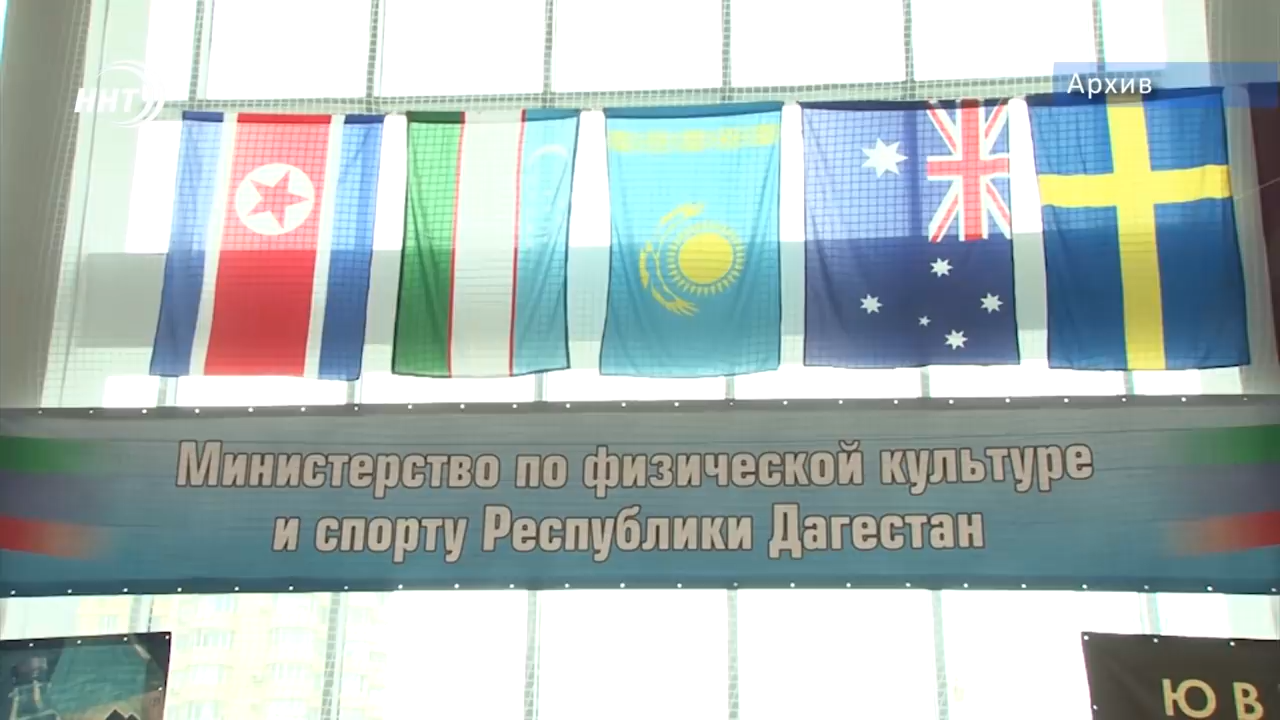 ННТ
Архив
Министерство по физической культуре
и спорту Республики Дагестан
Ю В